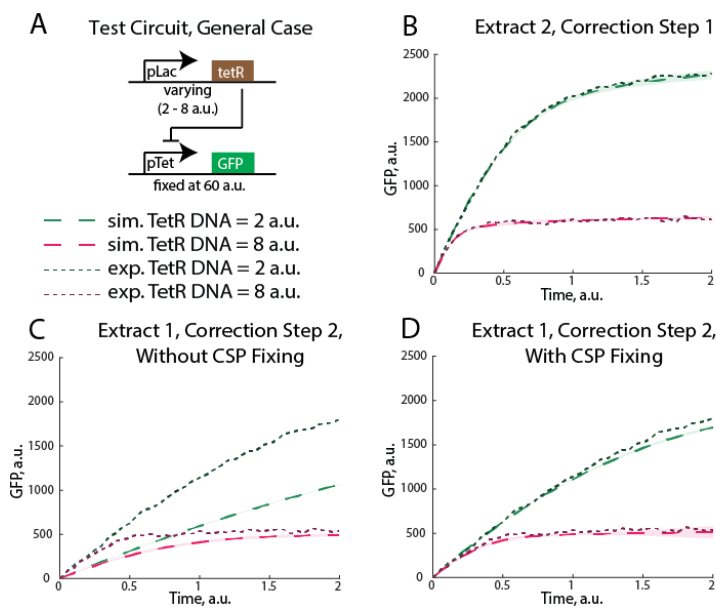 A
Test Circuit, General Case
pLac
tetR
varying
(2 - 8 a.u.)
pTet
GFP
fixed at 60 a.u.
sim. TetR DNA = 2 a.u.
sim. TetR DNA = 8 a.u.
exp. TetR DNA = 2 a.u.
exp. TetR DNA = 8 a.u.
B
Extract 2, Correction Step 1
2500
2000
1500
1000
500
0
GFP, a.u.
0
0.5
1
1.5
2
Time, a.u.
C
Extract 1, Correction Step 2,
Without CSP Fixing
2500
2000
1500
1000
500
0
GFP, a.u.
0
0.5
1
1.5
2
Time, a.u.
D
Extract 1, Correction Step 2,
With CSP Fixing
2500
2000
1500
1000
500
0
GFP, a.u.
0
0.5
1
1.5
2
Time, a.u.